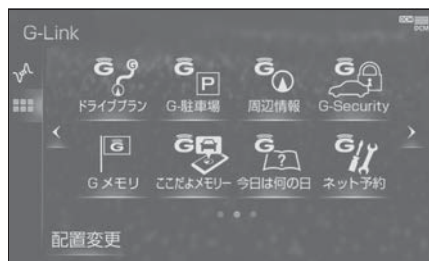 DCM
DCM
G-Link
ドライブプラン G-駐車場 周辺情報 G-Security
Gメモリ ここだよメモリー 今日は何の日 ネット予約
配置変更